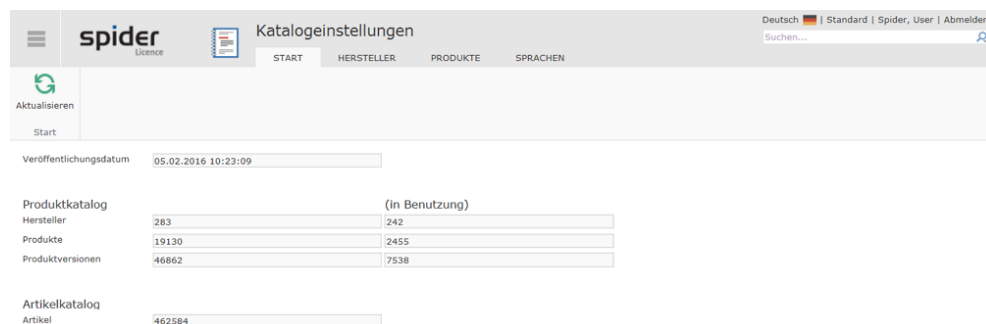 Deutsch | Standard | Spider, User | Abmelden
spider
Licence
Katalogeinstellungen
Suchen...
START HERSTELLER PRODUKTE SPRACHEN
Aktualisieren
Start
Veröffentlichungsdatum 05.02.2016 10:23:09
Produktkatalog (in Benutzung)
Hersteller 283 242
Produkte 19130 2455
Produktversionen 46862 7538
Artikelkatalog
Artikel 462584